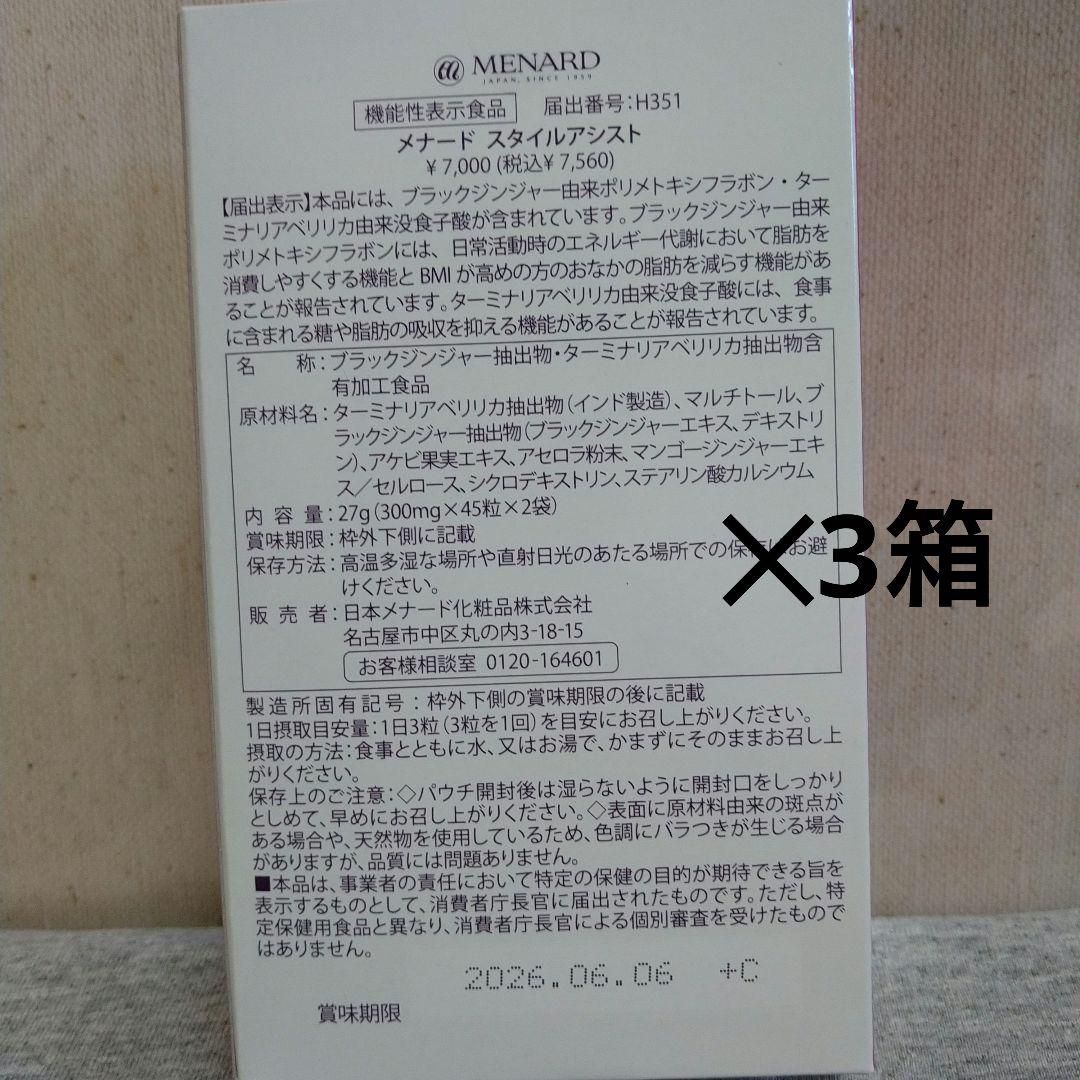 MENARD
JAPAN, SINCE 1959
機能性表示食品 届出番号:H351
メナード スタイルアシスト
¥7,000(税込¥7,560)
【届出表示】本品には、ブラックジンジャー由来ポリメトキシフラボン・ター
ミナリアベリリカ由来没食子酸が含まれています。ブラックジンジャー由来
ポリメトキシフラボンには、日常活動時のエネルギー代謝において脂肪を
消費しやすくする機能とBMIが高めの方のおなかの脂肪を減らす機能があ
ることが報告されています。ターミナリアベリリカ由来没食子酸には、食事
に含まれる糖や脂肪の吸収を抑える機能があることが報告されています。
名称:ブラックジンジャー抽出物・ターミナリアベリリカ抽出物含
有加工食品
原材料名:ターミナリアベリリカ抽出物(インド製造)、マルチトール、ブ
ラックジンジャー抽出物(ブラックジンジャーエキス、デキストリ
ン)、アケビ果実エキス、アセロラ粉末、マンゴージンジャーエキ
ス/セルロース、シクロデキストリン、ステアリン酸カルシウム
内容量:27g(300mg×45粒×2袋)
賞味期限:枠外下側に記載
保存方法:高温多湿な場所や直射日光のあたる場所での保存はお避
けください。
×3箱
販売者:日本メナード化粧品株式会社
名古屋市中区丸の内3-18-15
お客様相談室 0120-164601
製造所固有記号:枠外下側の賞味期限の後に記載
1日摂取目安量:1日3粒(3粒を1回)を目安にお召し上がりください。
摂取の方法:食事とともに水、又はお湯で、かまずにそのままお召し上
がりください。
保存上のご注意:◇パウチ開封後は湿らないように開封口をしっかり
としめて、早めにお召し上がりください。◇表面に原材料由来の斑点が
ある場合や、天然物を使用しているため、色調にバラつきが生じる場合
がありますが、品質には問題ありません。
■本品は、事業者の責任において特定の保健の目的が期待できる旨を
表示するものとして、消費者庁長官に届出されたものです。ただし、特
定保健用食品と異なり、消費者庁長官による個別審査を受けたもので
はありません。
2026.06.06 +C
賞味期限